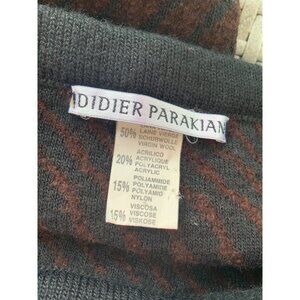 DIDIER PARAKIAN
50% LAINE VIERGE
SCHURWOLLE
VIRGIN WOOL
ACRILICO
20% ACRYLIQUE
POLYACRYL
ACRYLIC
POLIAMMIDE
15% POLYAMIDE
POLYAMID
NYLON
VISCOSA
15% VISCOSE
VISKOSE